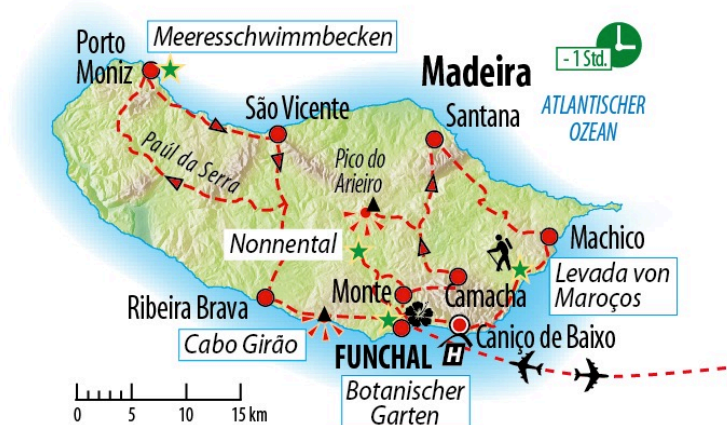 Porto
Moniz
Meeresschwimmbecken
- 1 Std.
Madeira
São Vicente
Santana
ATLANTISCHER
OZEAN
Paúl da Serra
Pico do
Arieiro
Nonnental
Machico
Levada von
Maroços
Ribeira Brava
Monte
Camacha
Cabo Girão
Caniço de Baixo
FUNCHAL
H
Botanischer
Garten
0 5 10 15 km